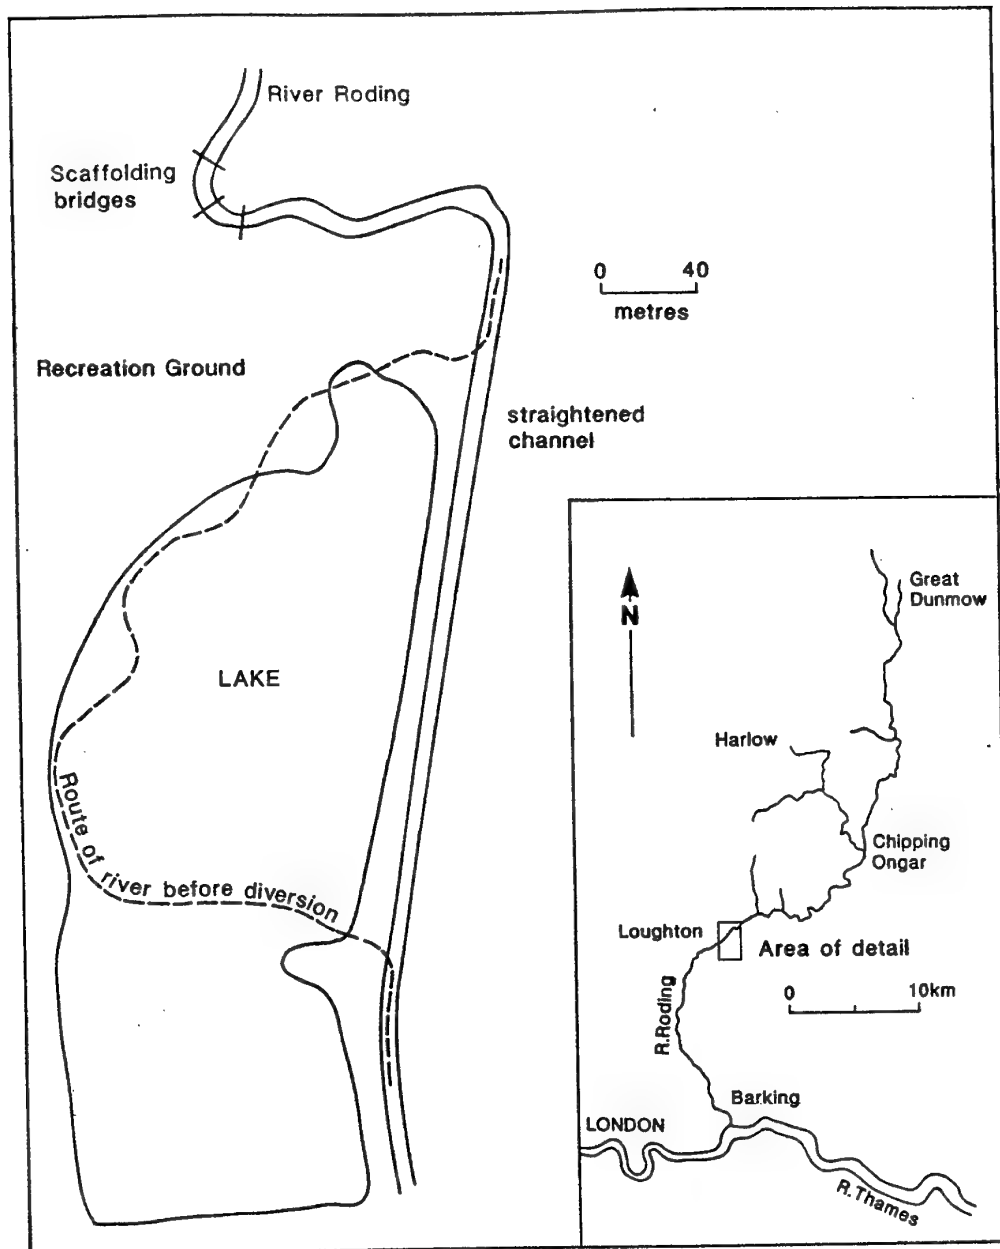 River Roding
Scaffolding
bridges
0 40
metres
Recreation Ground
straightened
channel
LAKE
Route of river before diversion
N
Great
Dunmow
Harlow
Chipping
Ongar
Loughton
Area of detail
0 10km
R.Roding
Barking
LONDON
R.Thames